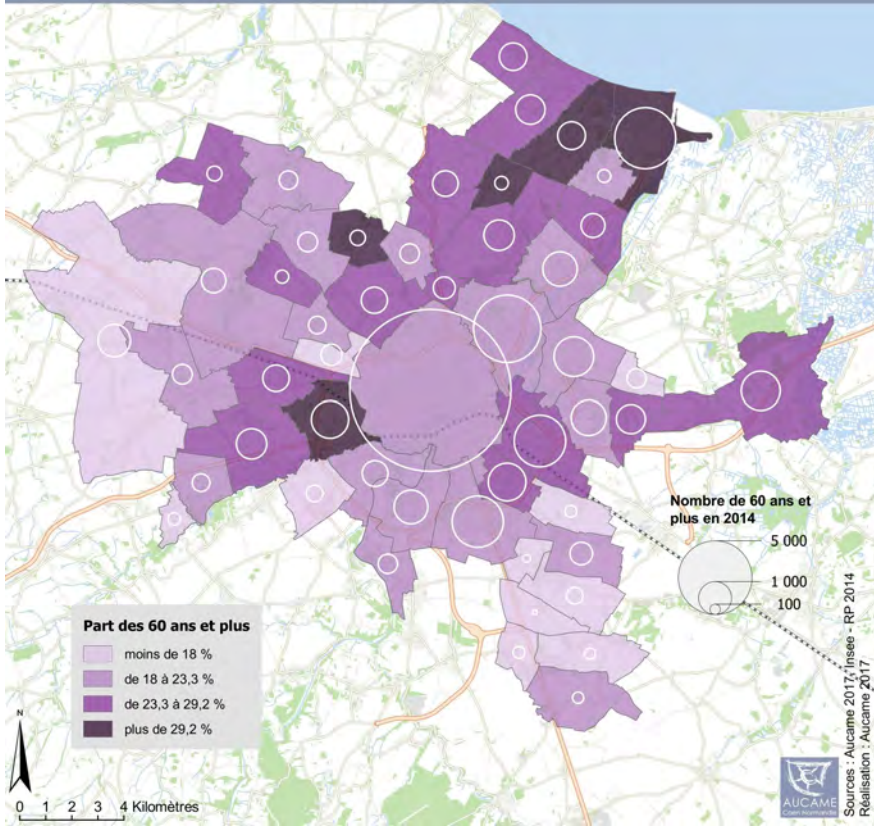 Nombre de 60 ans et
plus en 2014
5 000
1 000
100
Part des 60 ans et plus
moins de 18 %
de 18 à 23,3 %
de 23,3 à 29,2 %
plus de 29,2 %
N
0 1 2 3 4 Kilomètres
Sources : Aucame 2017, Insee - RP 2014
Réalisation : Aucame 2017
AUCAME
Caen Normandie